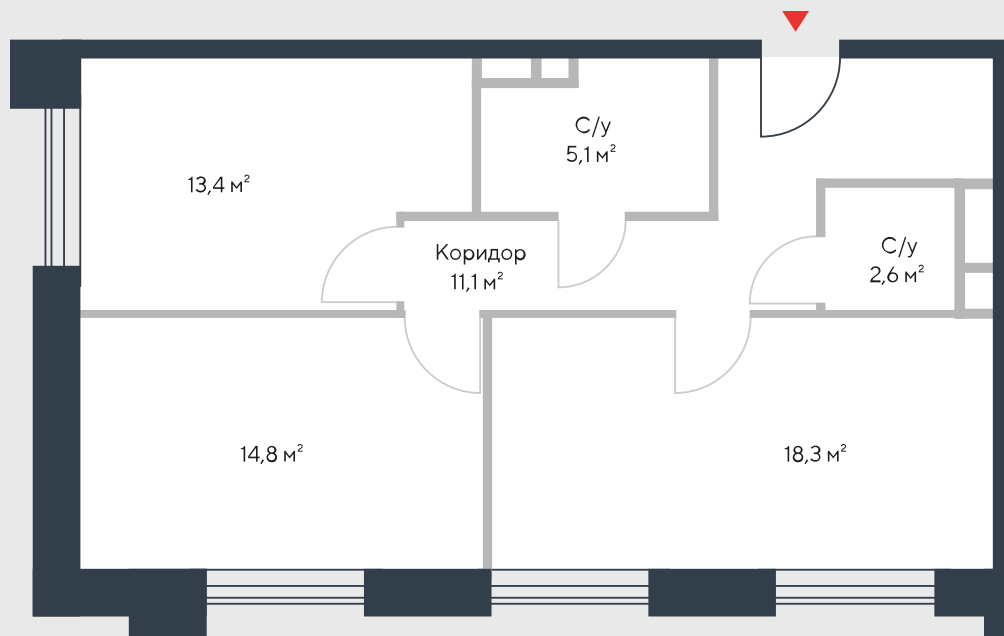 С/у
5,1 м²
13,4 м²
Коридор
11,1 м²
С/у
2,6 м²
14,8 м²
18,3 м²